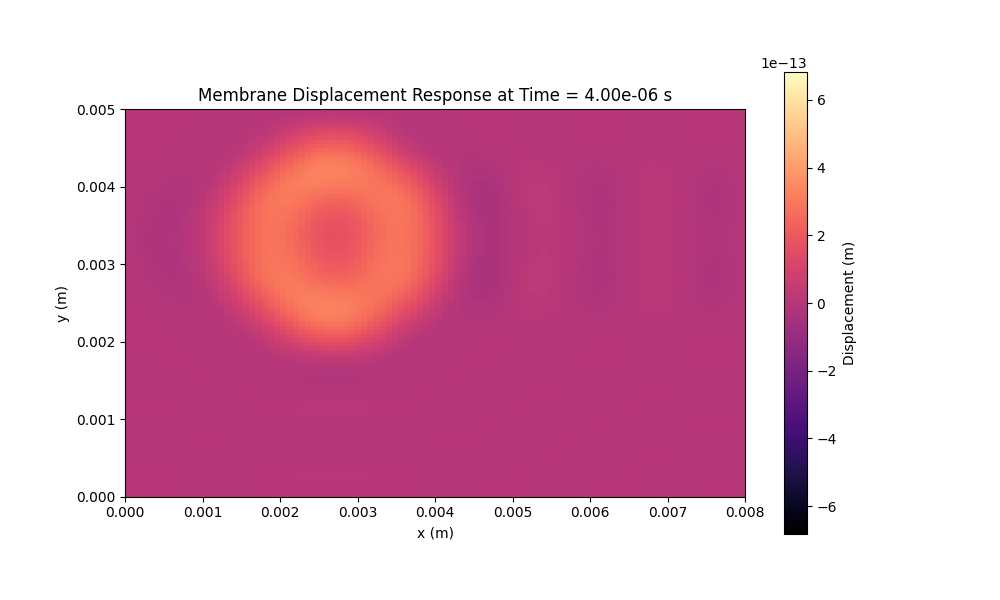 1e−13
Membrane Displacement Response at Time = 4.00e-06 s
0.005
0.004
0.003
0.002
0.001
0.000
y (m)
0.000 0.001 0.002 0.003 0.004 0.005 0.006 0.007 0.008
x (m)
6
4
2
0
−2
−4
−6
Displacement (m)